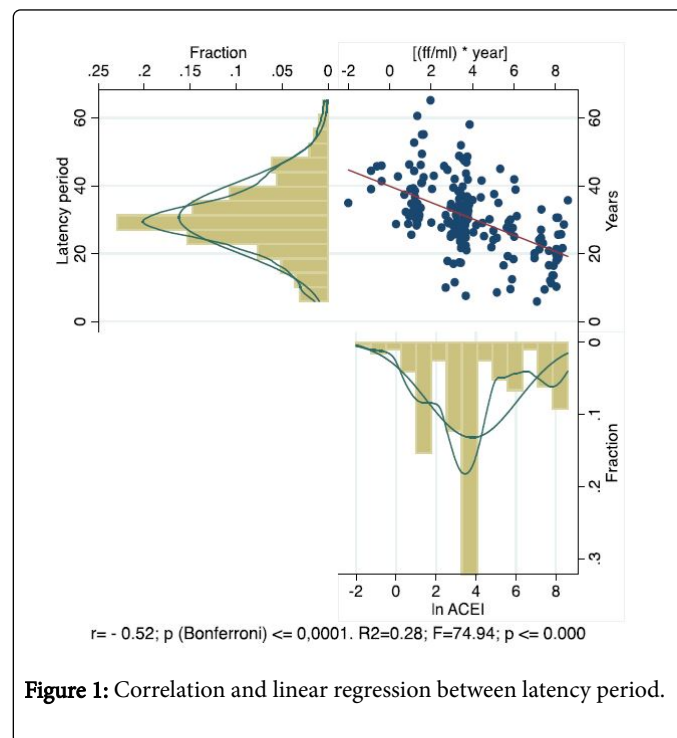 Fraction
.25 .2 .15 .1 .05 0
[(ff/ml) * year]
-2 0 2 4 6 8
Latency period
60
40
20
0
Years
60
40
20
0
Fraction
0
.1
.2
.3
-2 0 2 4 6 8
ln ACEI
r= - 0.52; p (Bonferroni) <= 0,0001. R2=0.28; F=74.94; p <= 0.000
Figure 1: Correlation and linear regression between latency period.